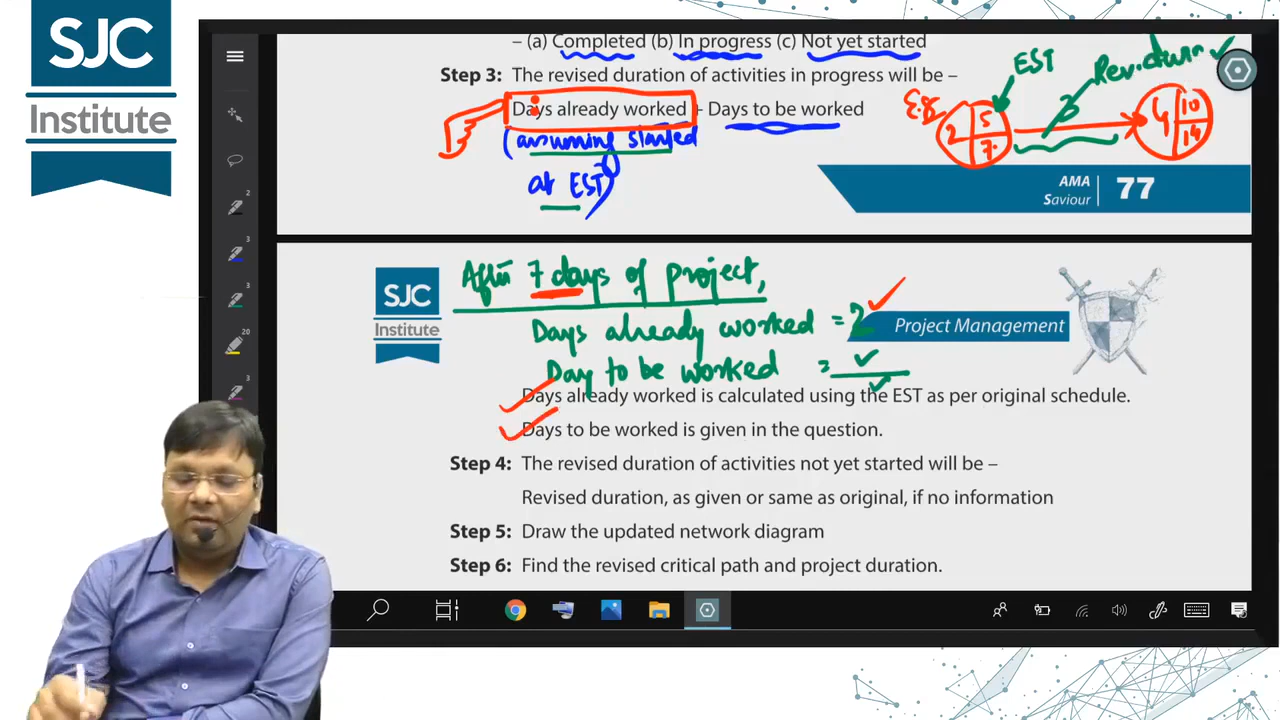 SJC
Institute
– (a) Completed (b) In progress (c) Not yet started
Step 3: The revised duration of activities in progress will be –
Days already worked + Days to be worked
(assuming started
at EST)
EST
Rev. durn
E.g.
2 5 7
4 10 14
AMA
Saviour
77
After 7 days of project,
SJC
Institute
Days already worked = 2
Project Management
Day to be worked =
Days already worked is calculated using the EST as per original schedule.
Days to be worked is given in the question.
Step 4: The revised duration of activities not yet started will be –
Revised duration, as given or same as original, if no information
Step 5: Draw the updated network diagram
Step 6: Find the revised critical path and project duration.
2
3
3
20
3